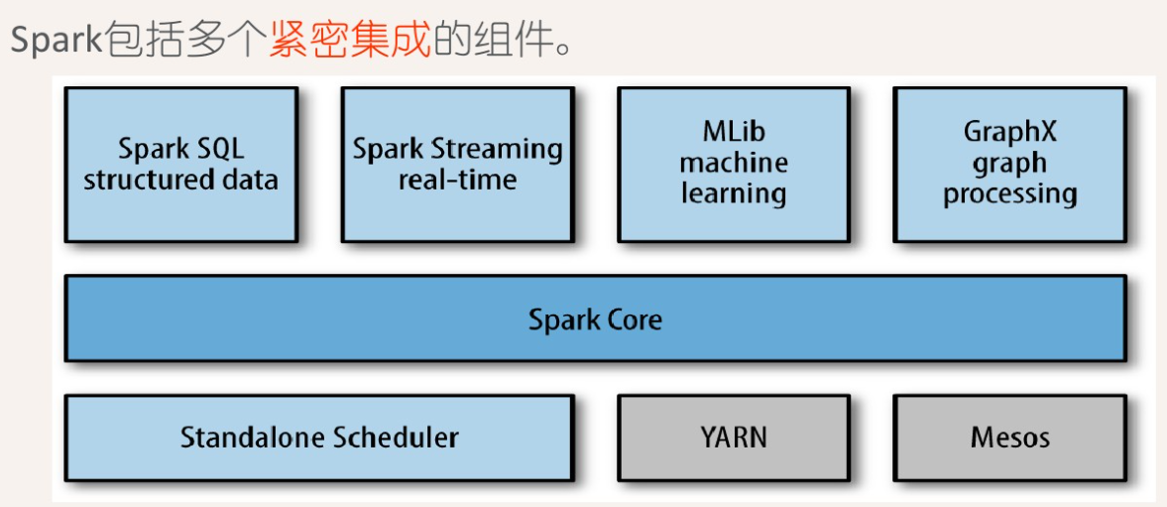 Spark包括多个紧密集成的组件。
Spark SQL
structured data
Spark Streaming
real-time
MLib
machine
learning
GraphX
graph
processing
Spark Core
Standalone Scheduler
YARN
Mesos